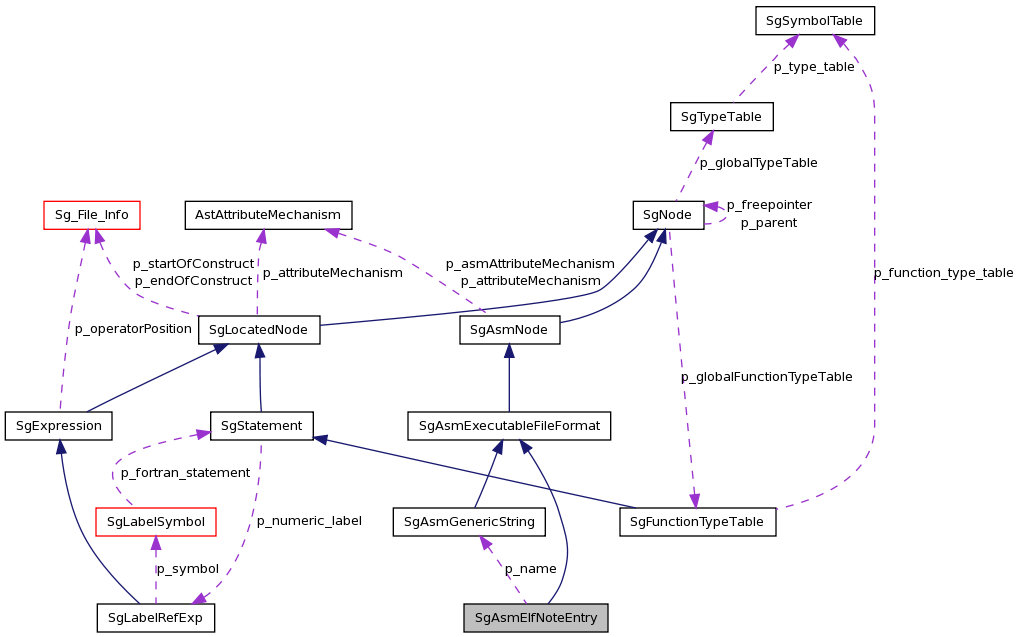 SgSymbolTable
p_type_table
SgTypeTable
p_globalTypeTable
Sg_File_Info
AstAttributeMechanism
SgNode
p_freepointer
p_parent
p_function_type_table
p_startOfConstruct
p_endOfConstruct
p_attributeMechanism
p_asmAttributeMechanism
p_attributeMechanism
p_operatorPosition
SgLocatedNode
SgAsmNode
p_globalFunctionTypeTable
SgExpression
SgStatement
SgAsmExecutableFileFormat
p_fortran_statement
SgLabelSymbol
p_numeric_label
SgAsmGenericString
SgFunctionTypeTable
p_symbol
p_name
SgLabelRefExp
SgAsmElfNoteEntry